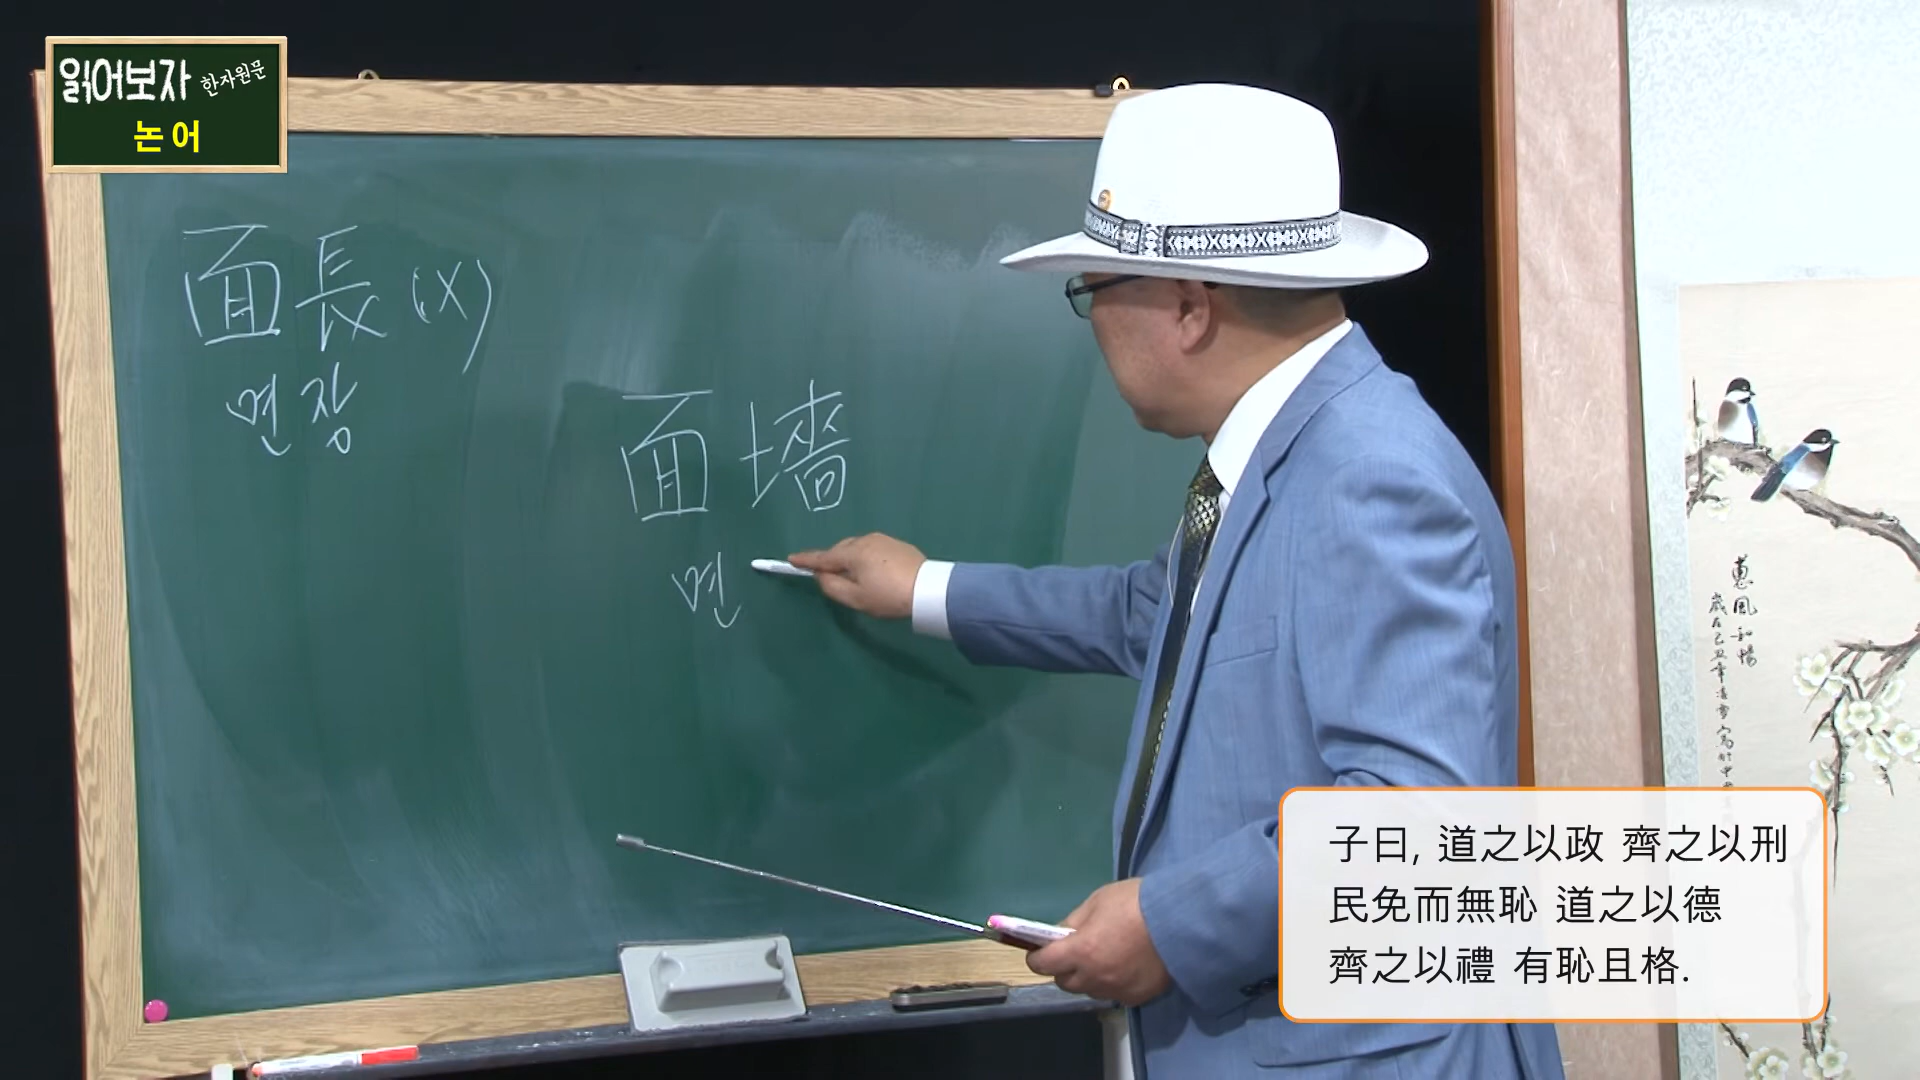 읽어보자 한자원문
논어
面長(X)
면장
面墻
면
子曰, 道之以政 齊之以刑
民免而無恥 道之以德
齊之以禮 有恥且格.
蕙風和暢